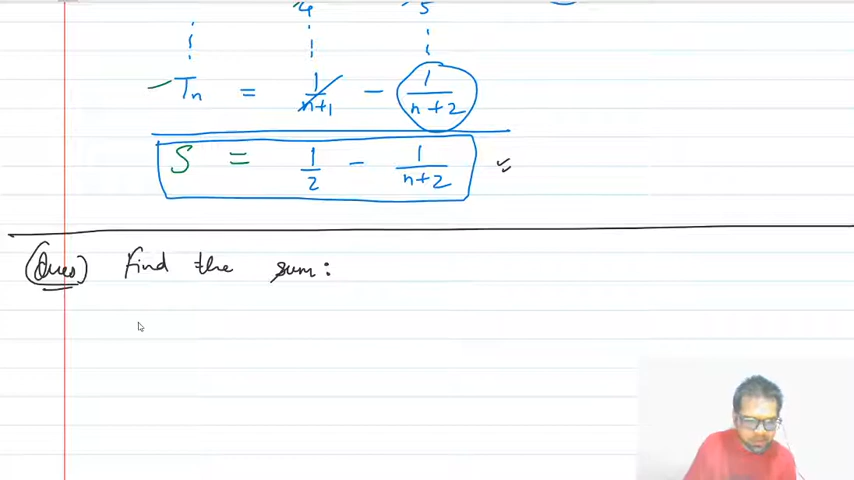 4 5
Tn = 1/n+1 - 1/n+2
S = 1/2 - 1/n+2
Ques) find the sum: